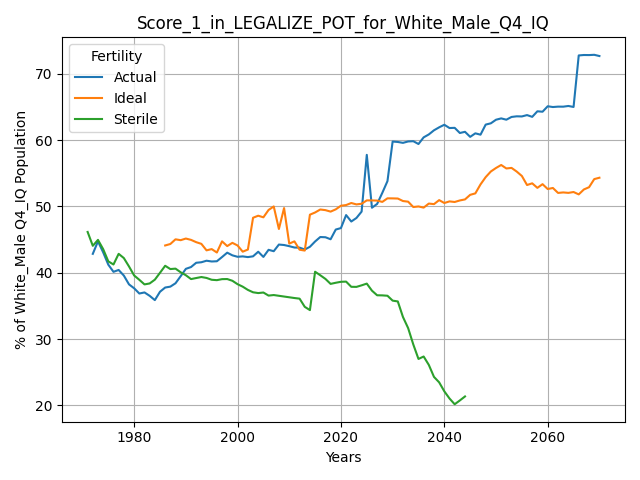 Score_1_in_LEGALIZE_POT_for_White_Male_Q4_IQ
Fertility
Actual
Ideal
Sterile
% of White_Male Q4_IQ Population
70
60
50
40
30
20
1980
2000
2020
2040
2060
Years